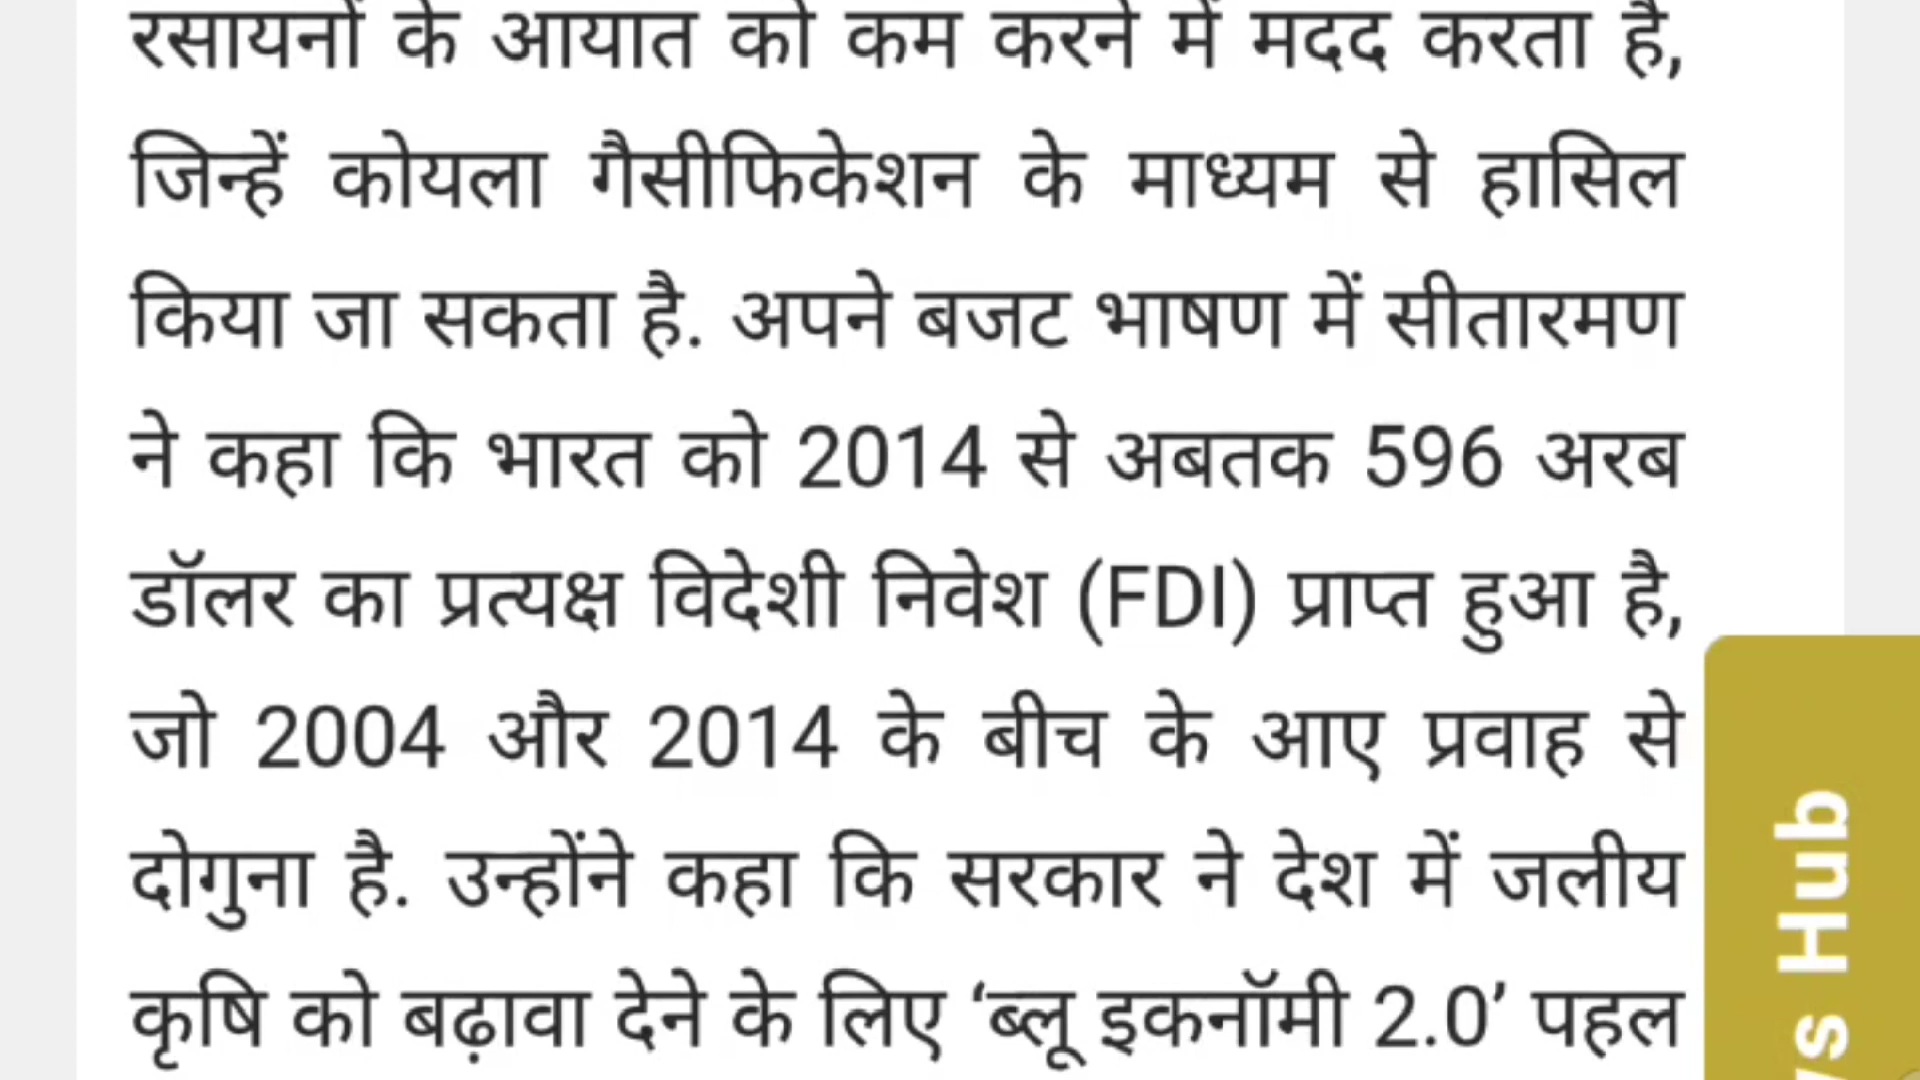 रसायनों के आयात को कम करने में मदद करता है,
जिन्हें कोयला गैसीफिकेशन के माध्यम से हासिल
किया जा सकता है. अपने बजट भाषण में सीतारमण
ने कहा कि भारत को 2014 से अबतक 596 अरब
डॉलर का प्रत्यक्ष विदेशी निवेश (FDI) प्राप्त हुआ है,
जो 2004 और 2014 के बीच के आए प्रवाह से
दोगुना है. उन्होंने कहा कि सरकार ने देश में जलीय
कृषि को बढ़ावा देने के लिए ‘ब्लू इकनॉमी 2.0’ पहल
Hub